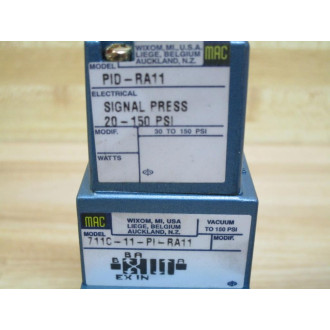 WIXOM, MI, U.S.A.
LIEGE, BELGIUM
AUCKLAND, N.Z.
MAC
MODEL
PID-RA11
ELECTRICAL
SIGNAL PRESS
20-150 PSI
MODIF.
30 TO 150 PSI
WATTS
MAC
WIXOM, MI, USA
LIEGE, BELGIUM
AUCKLAND, N.Z.
VACUUM
TO 150 PSI
MODEL
711C-11-PI-RA11
MODIF.
BA
EXIN